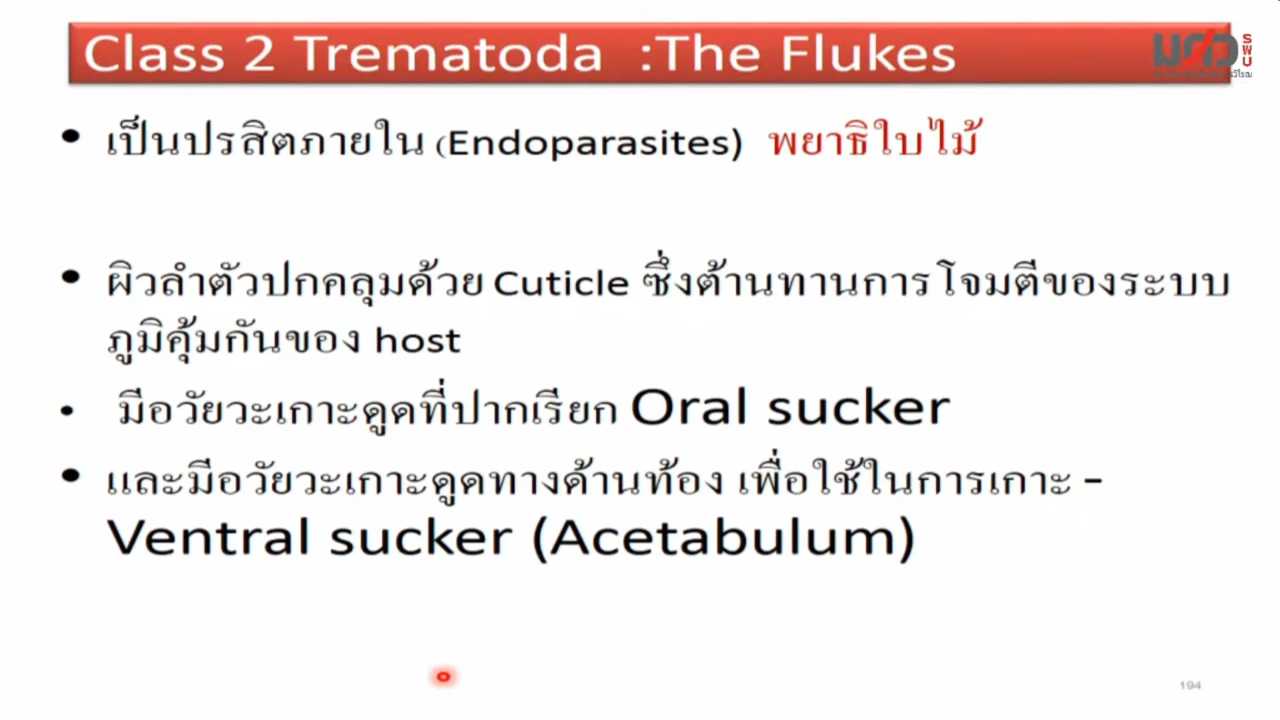 Class 2 Trematoda :The Flukes
มศว
SWU
• เป็นปรสิตภายใน (Endoparasites) พยาธิใบไม้
• ผิวลำตัวปกคลุมด้วย Cuticle ซึ่งต้านทานการโจมตีของระบบ
ภูมิคุ้มกันของ host
• มีอวัยวะเกาะดูดที่ปากเรียก Oral sucker
• และมีอวัยวะเกาะดูดทางด้านท้อง เพื่อใช้ในการเกาะ –
Ventral sucker (Acetabulum)
194